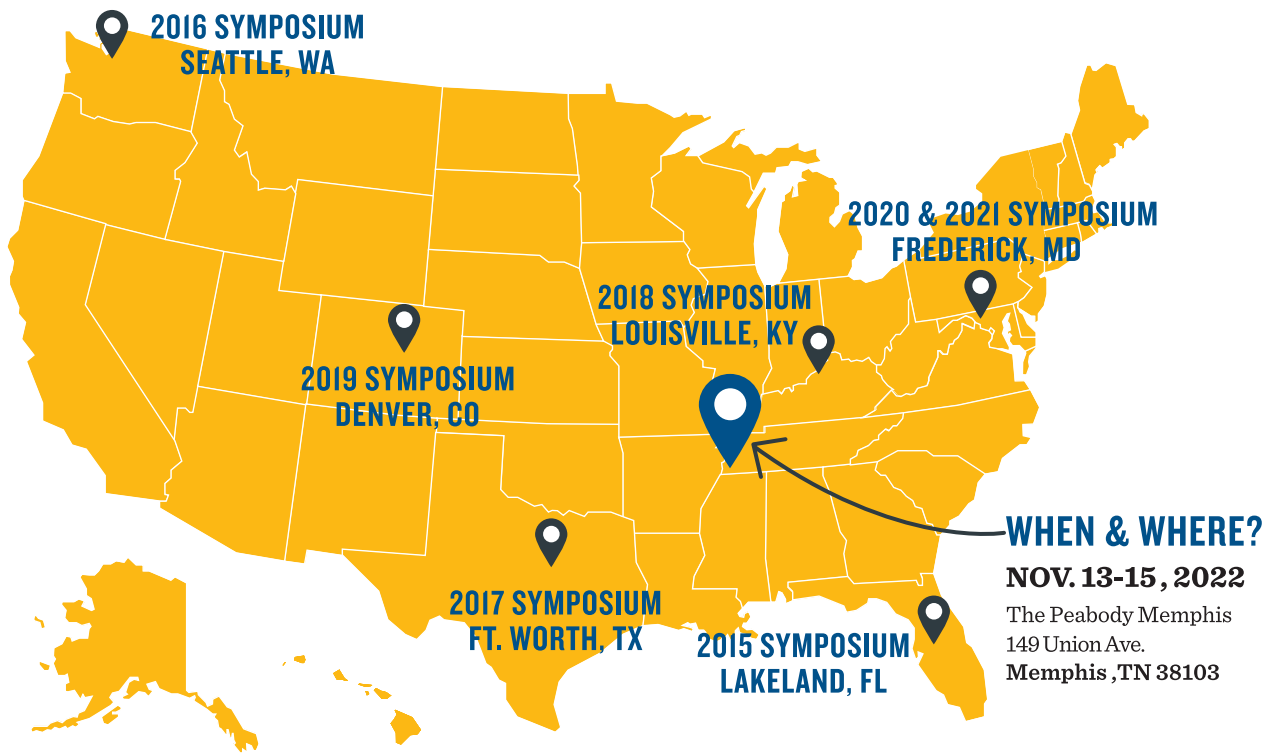 2016 SYMPOSIUM
SEATTLE, WA
2020 & 2021 SYMPOSIUM
FREDERICK, MD
2018 SYMPOSIUM
LOUISVILLE, KY
2019 SYMPOSIUM
DENVER, CO
WHEN & WHERE?
NOV. 13-15, 2022
The Peabody Memphis
149 Union Ave.
Memphis ,TN 38103
2017 SYMPOSIUM
FT. WORTH, TX
2015 SYMPOSIUM
LAKELAND, FL